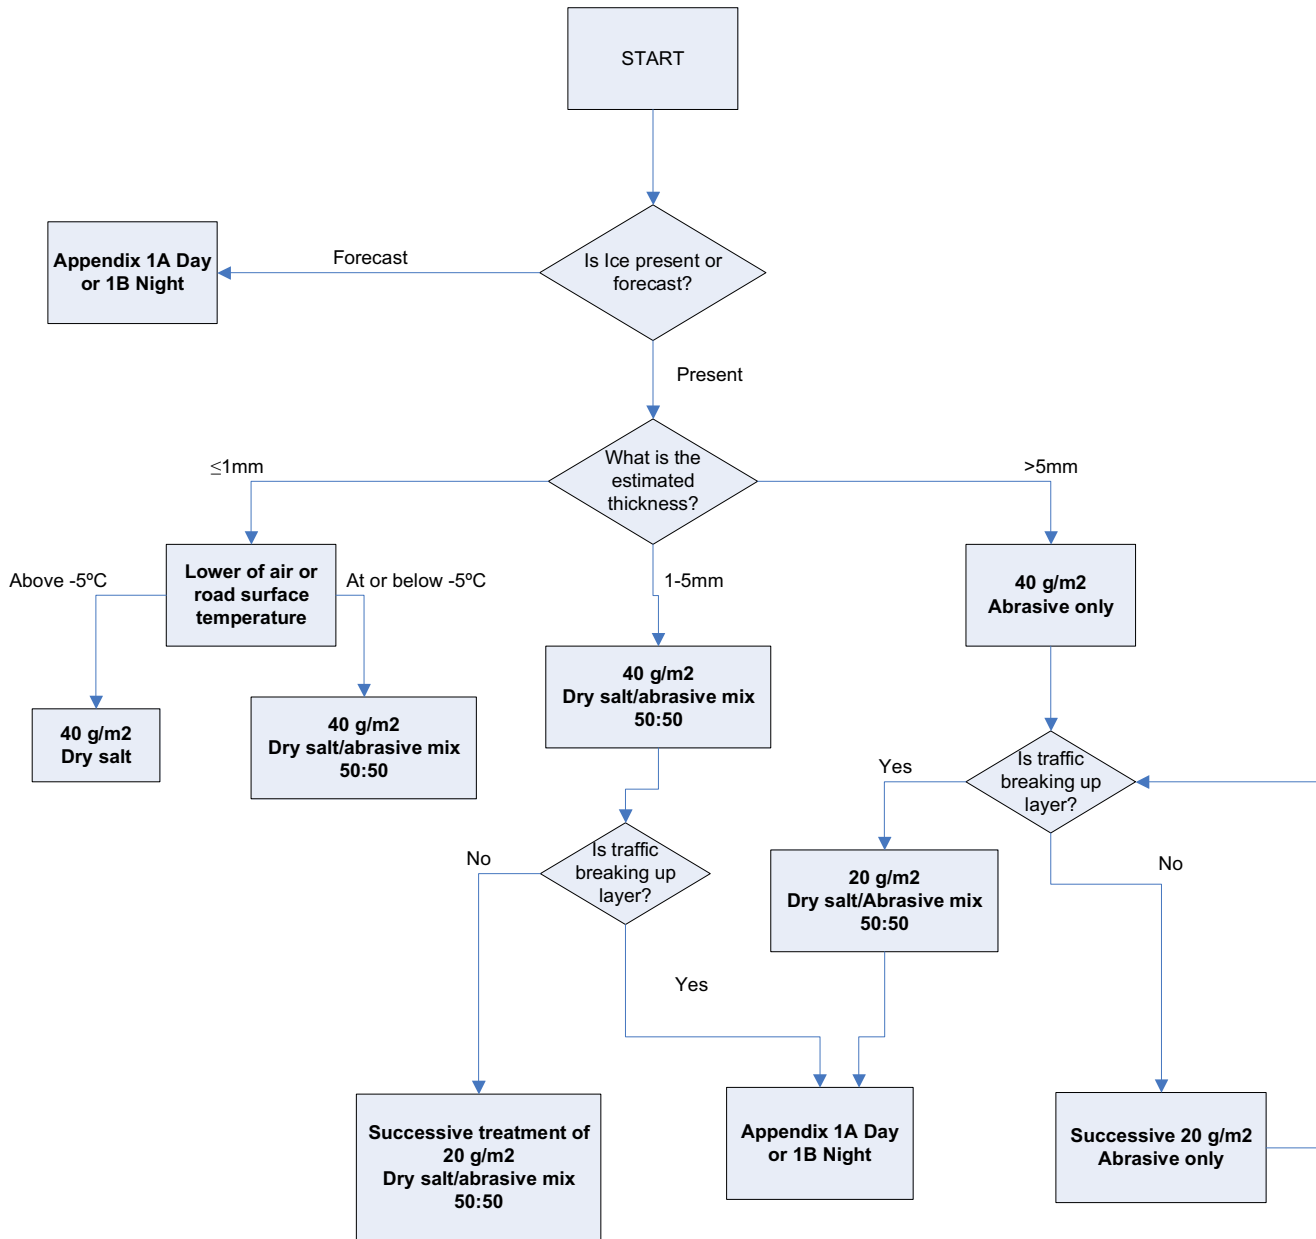 START
Is Ice present or
forecast?
Forecast
Appendix 1A Day
or 1B Night
Present
What is the
estimated
thickness?
≤1mm
>5mm
1-5mm
Lower of air or
road surface
temperature
Above -5ºC
At or below -5ºC
40 g/m2
Dry salt
40 g/m2
Dry salt/abrasive mix
50:50
40 g/m2
Dry salt/abrasive mix
50:50
40 g/m2
Abrasive only
Is traffic
breaking up
layer?
No
Yes
Is traffic
breaking up
layer?
Yes
No
20 g/m2
Dry salt/Abrasive mix
50:50
Successive treatment of
20 g/m2
Dry salt/abrasive mix
50:50
Appendix 1A Day
or 1B Night
Successive 20 g/m2
Abrasive only